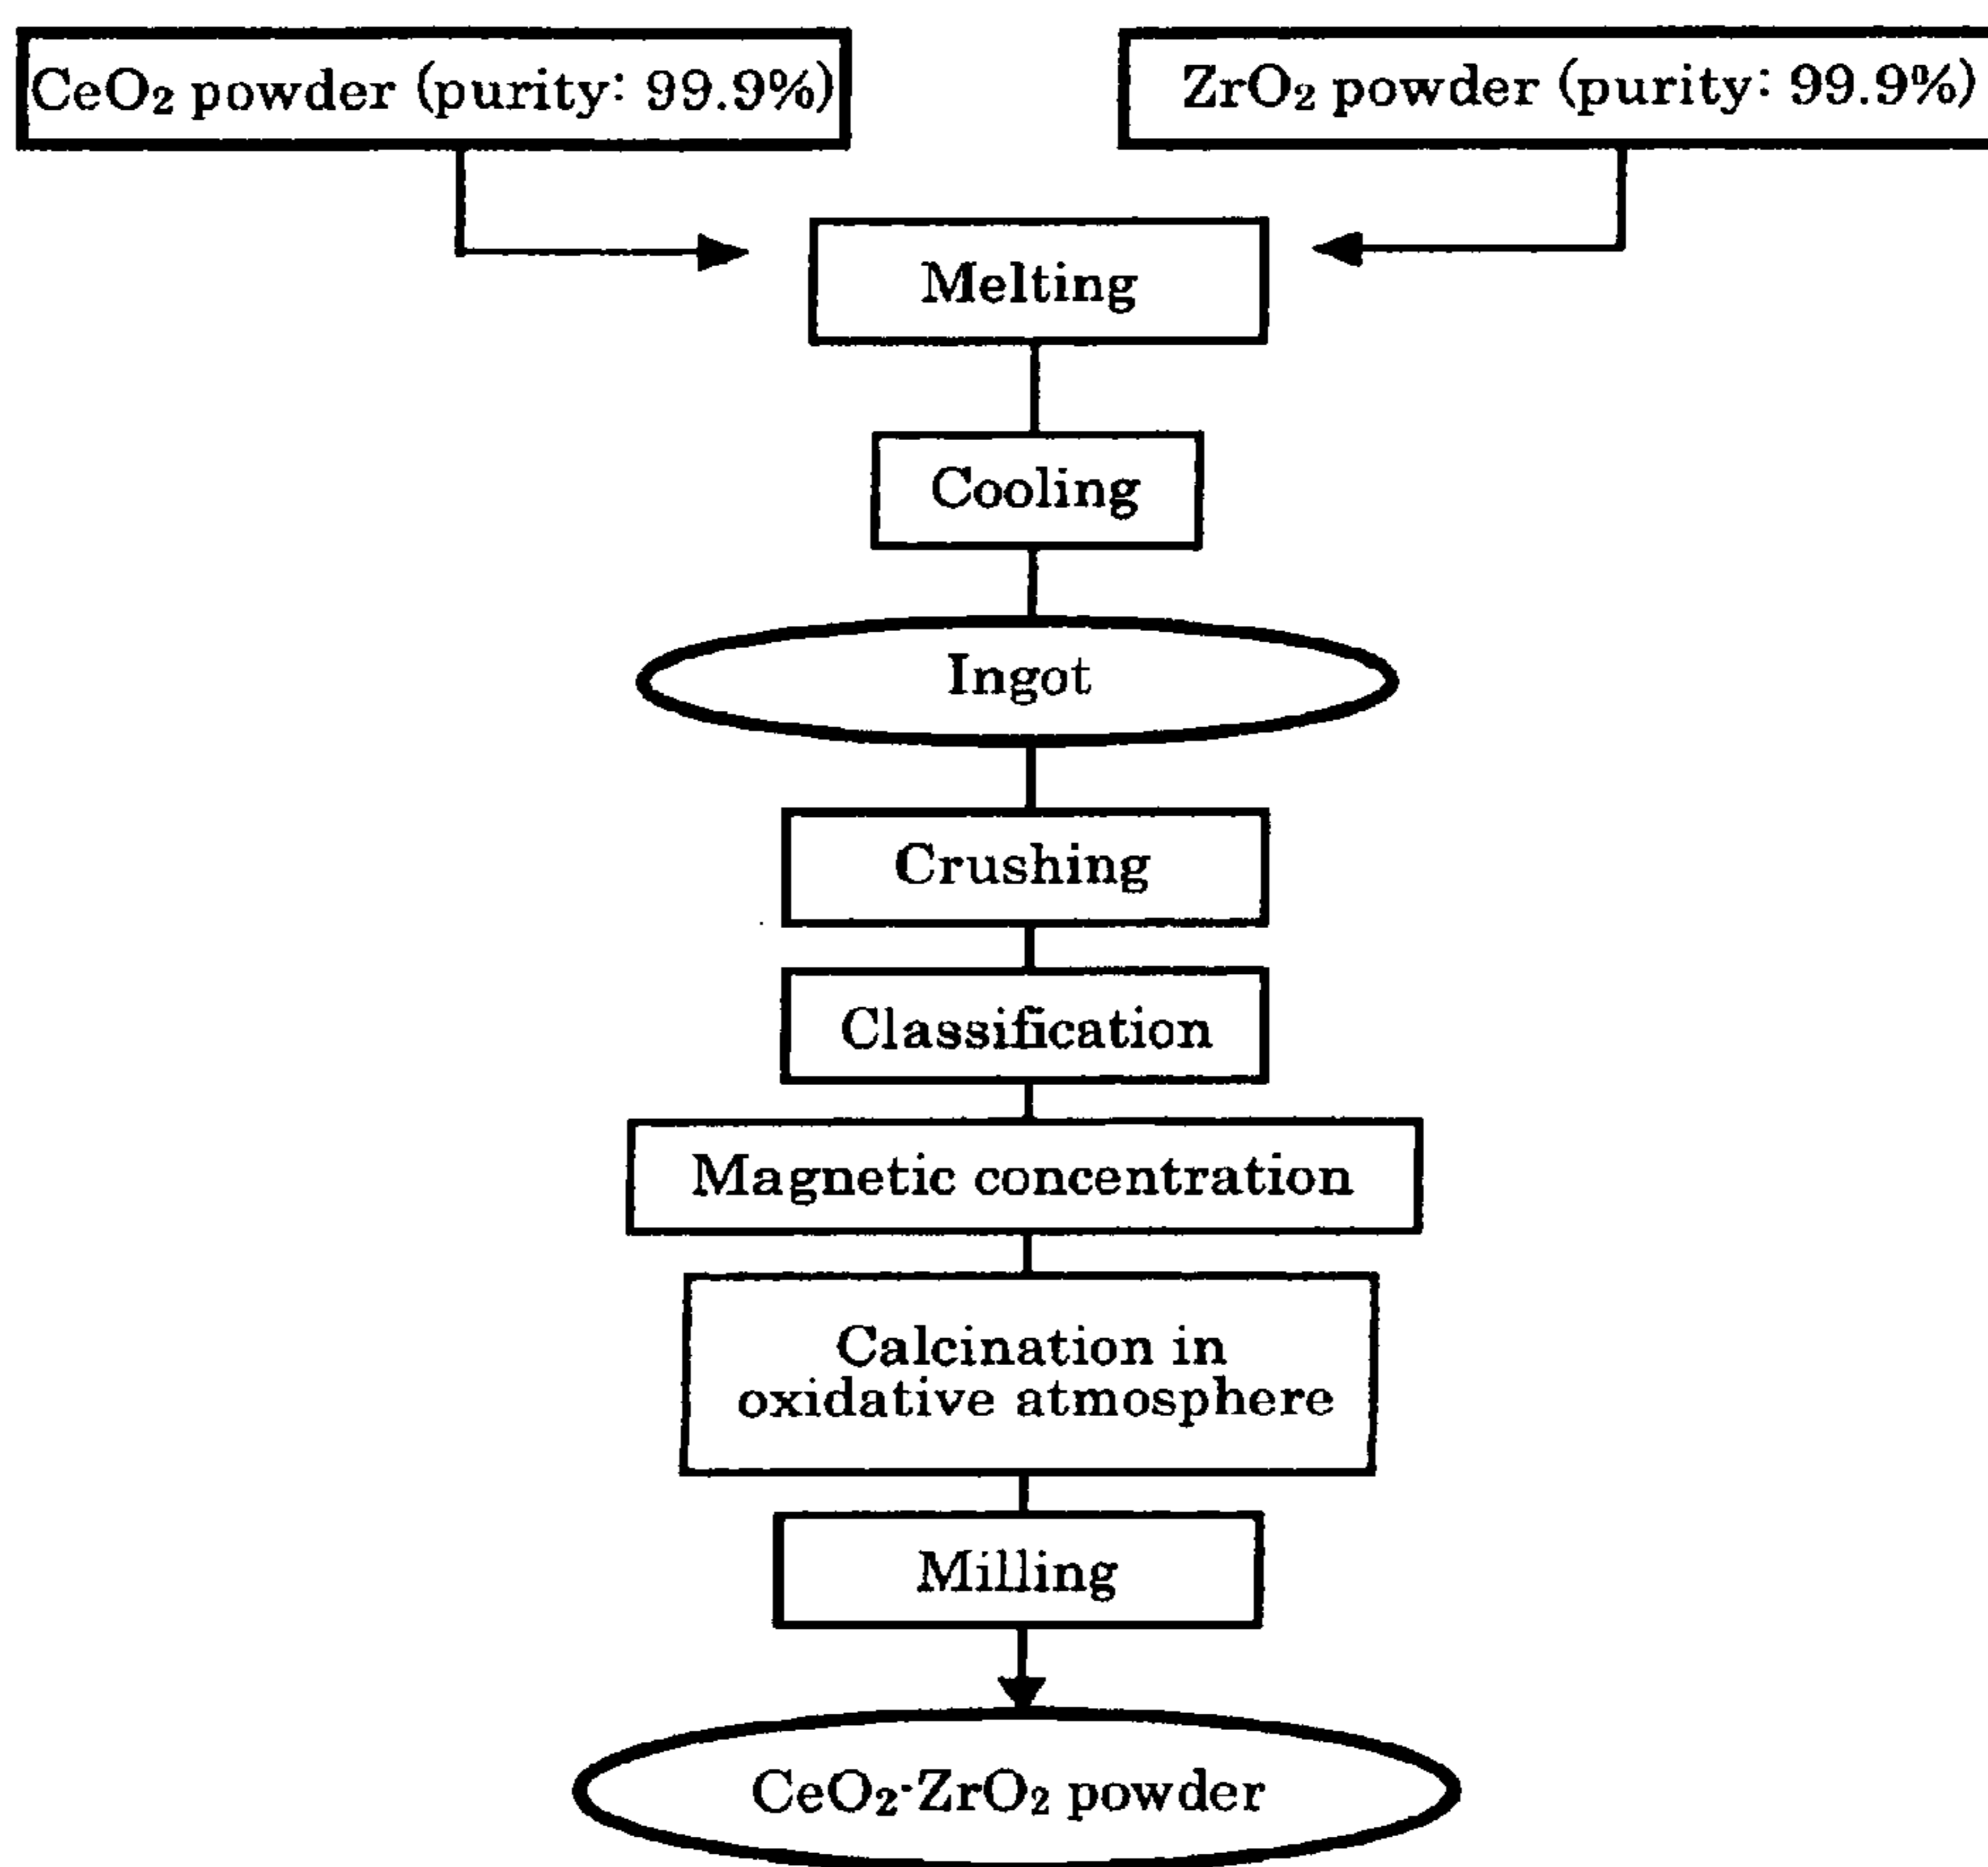 CeO₂ powder (purity: 99.9%)
ZrO₂ powder (purity: 99.9%)
Melting
Cooling
Ingot
Crushing
Classification
Magnetic concentration
Calcination in
oxidative atmosphere
Milling
CeO₂·ZrO₂ powder